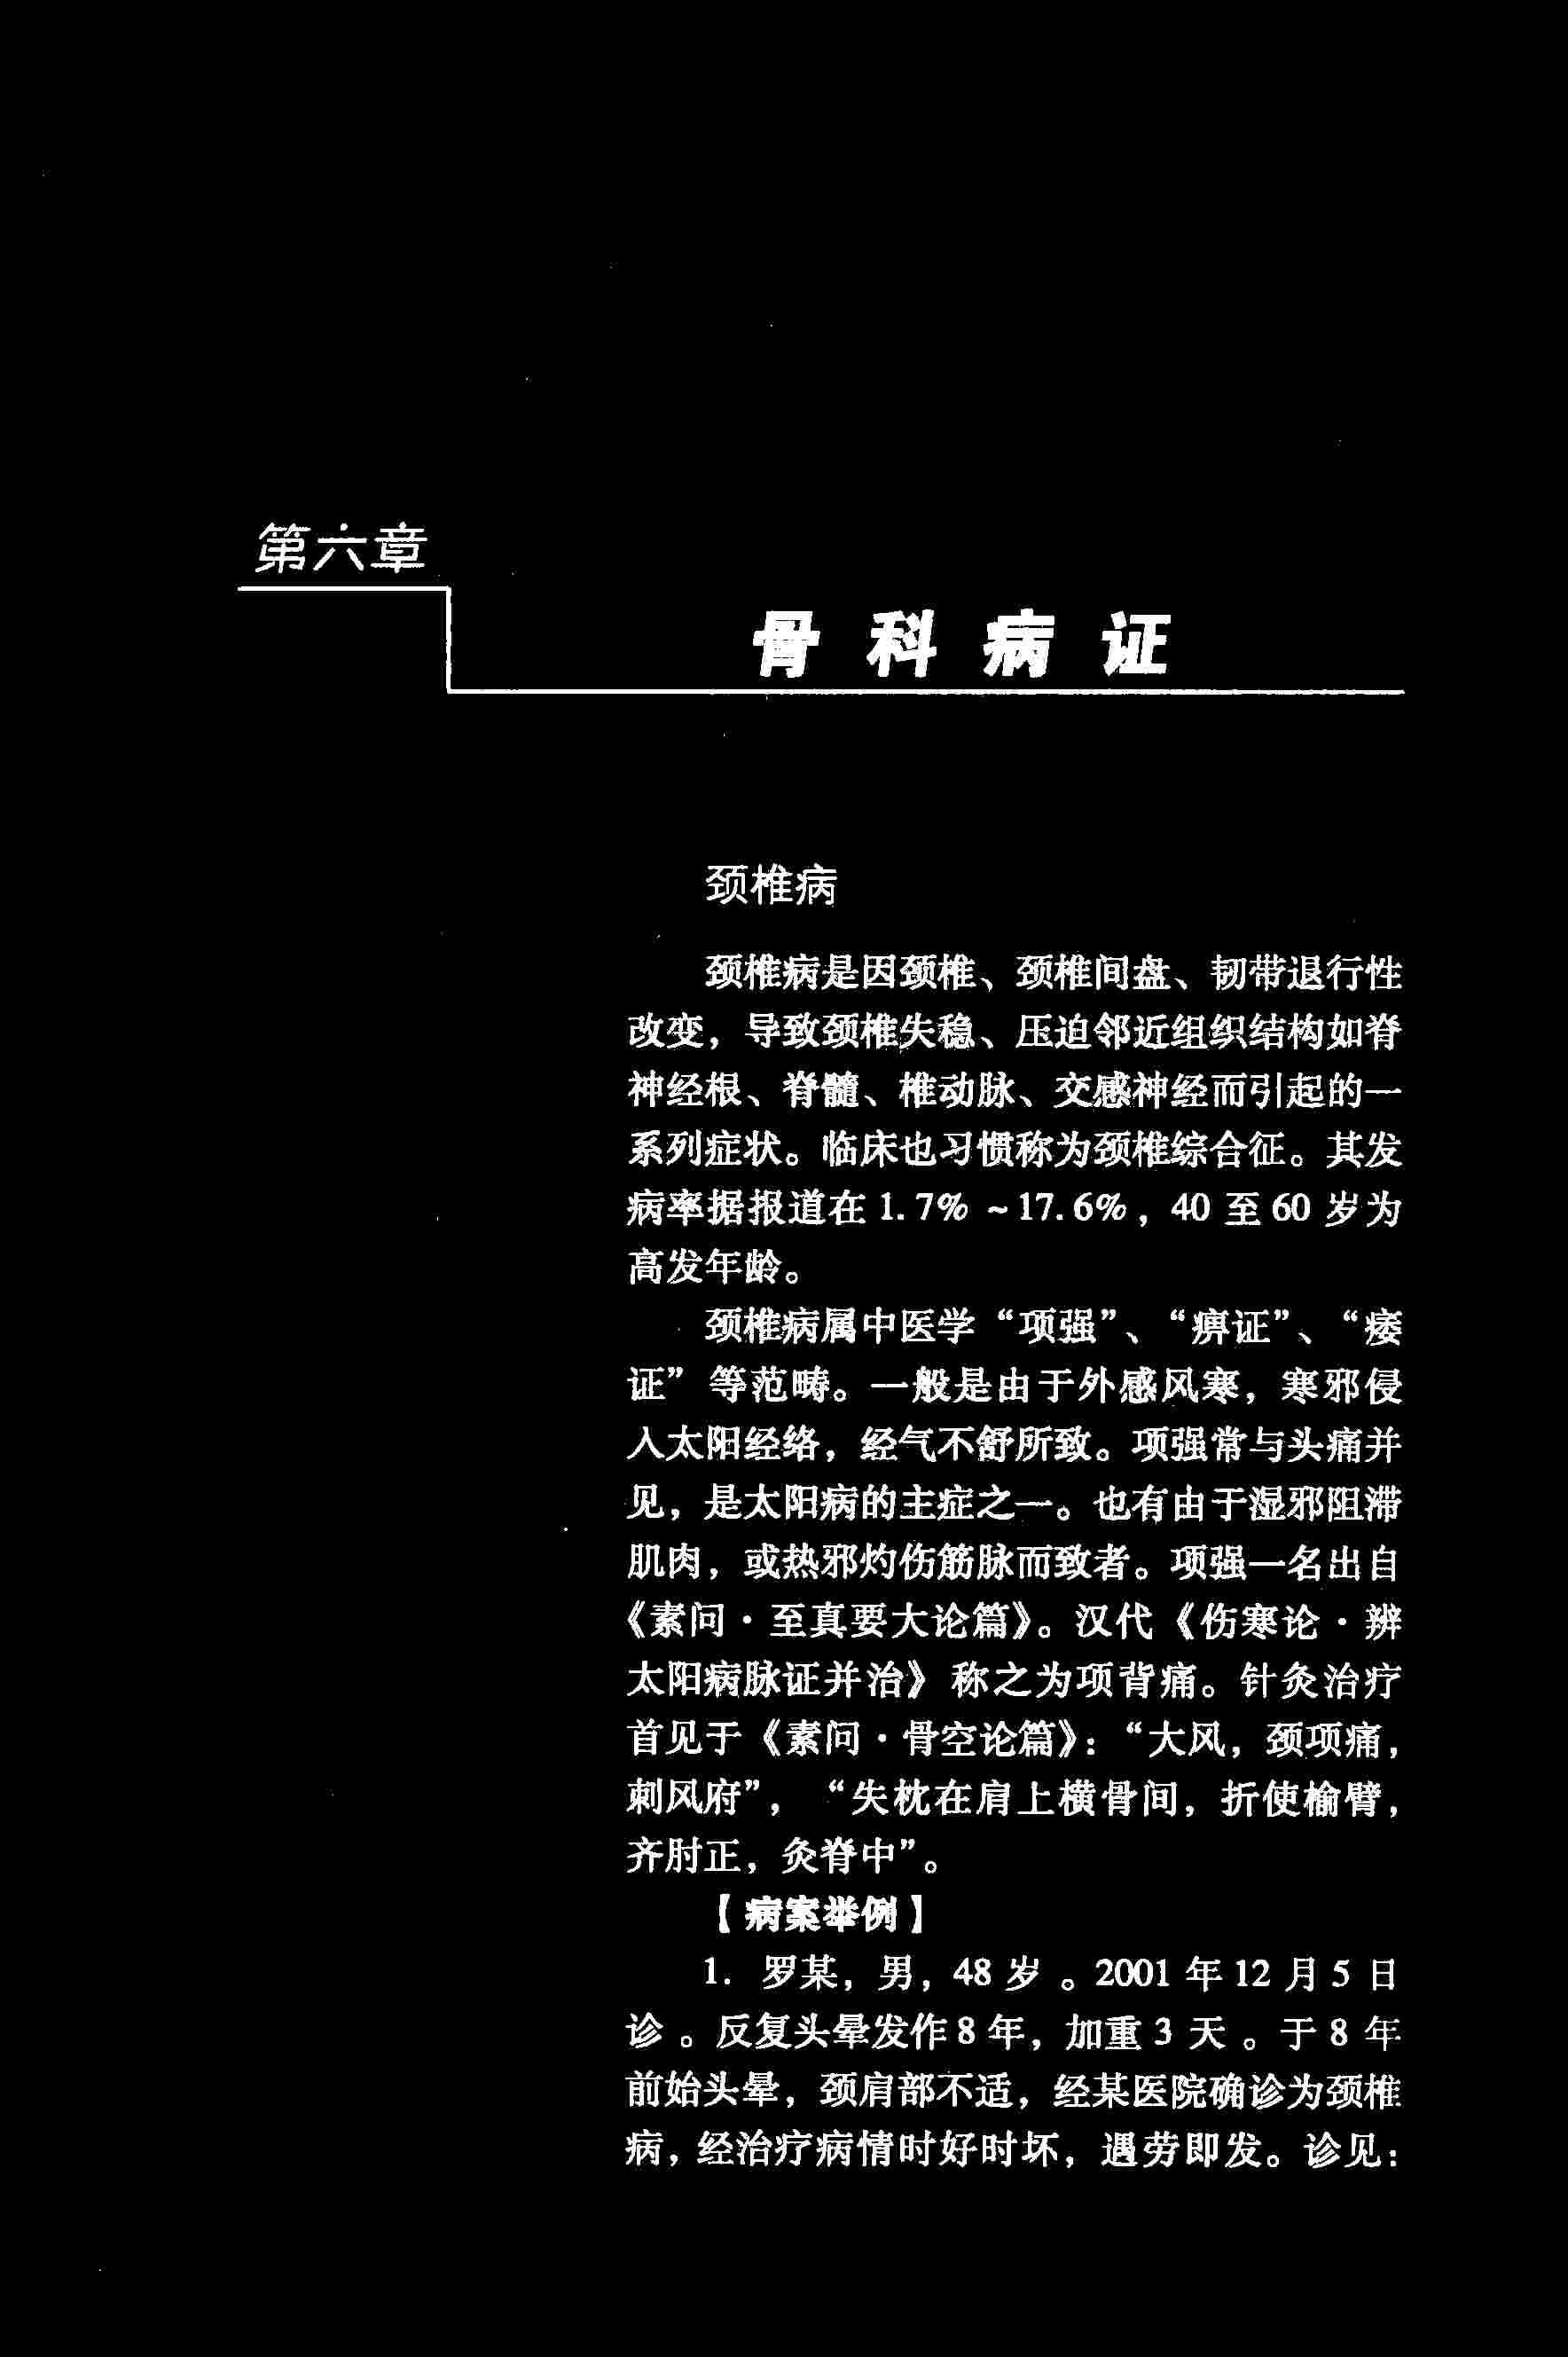 第六章
骨科病证
颈椎病
颈椎病是因颈椎、颈椎间盘、韧带退行性
改变，导致颈椎失稳、压迫邻近组织结构如脊
神经根、脊髓、椎动脉、交感神经而引起的一
系列症状。临床也习惯称为颈椎综合征。其发
病率据报道在1.7%~17.6%，40至60岁为
高发年龄。
颈椎病属中医学“项强”、“痹证”、“痿
证”等范畴。一般是由于外感风寒，寒邪侵
入太阳经络，经气不舒所致。项强常与头痛并
见，是太阳病的主症之一。也有由于湿邪阻滞
肌肉，或热邪灼伤筋脉而致者。项强一名出自
《素问·至真要大论篇》。汉代《伤寒论·辨
太阳病脉证并治》称之为项背痛。针灸治疗
首见于《素问·骨空论篇》：“大风，颈项痛，
刺风府”，“失枕在肩上横骨间，折使榆臂，
齐肘正，灸脊中”。
【病案举例】
1. 罗某，男，48岁。2001年12月5日
诊。反复头晕发作8年，加重3天。于8年
前始头晕，颈肩部不适，经某医院确诊为颈椎
病，经治疗病情时好时坏，遇劳即发。诊见：